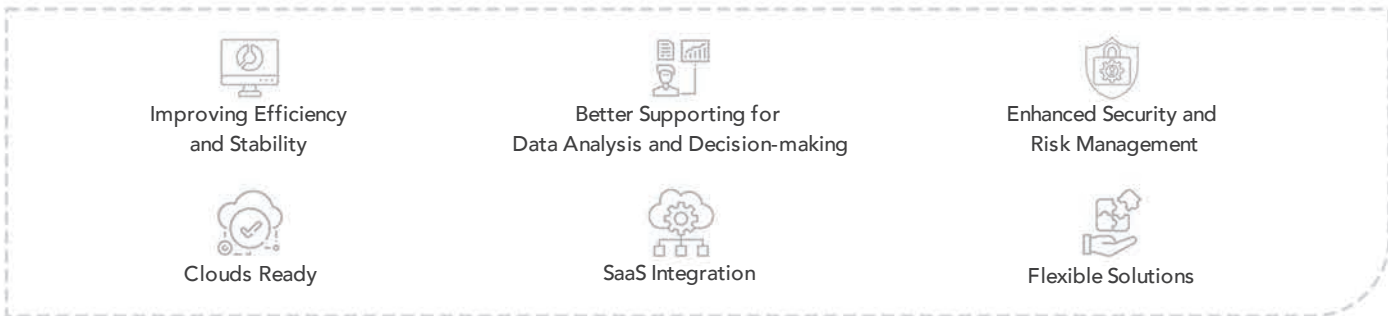 Improving Efficiency
and Stability
Better Supporting for
Data Analysis and Decision-making
Enhanced Security and
Risk Management
Clouds Ready
SaaS Integration
Flexible Solutions